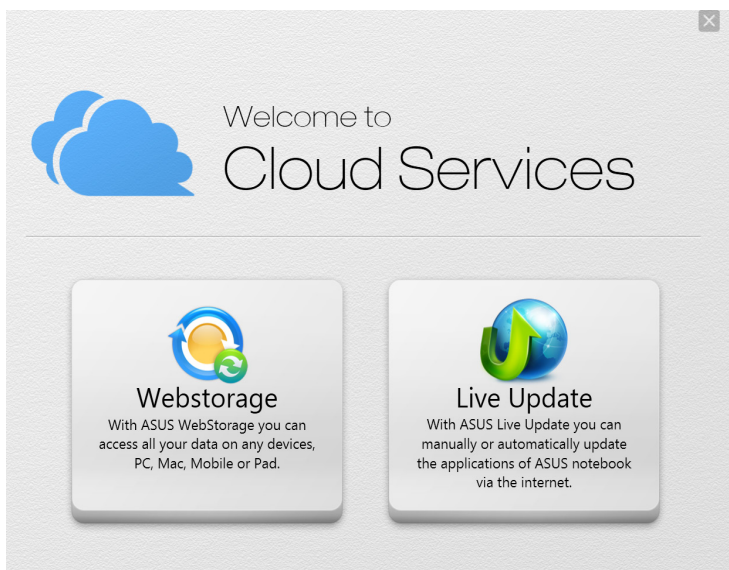 Welcome to
Cloud Services
Webstorage
With ASUS WebStorage you can
access all your data on any devices,
PC, Mac, Mobile or Pad.
Live Update
With ASUS Live Update you can
manually or automatically update
the applications of ASUS notebook
via the internet.